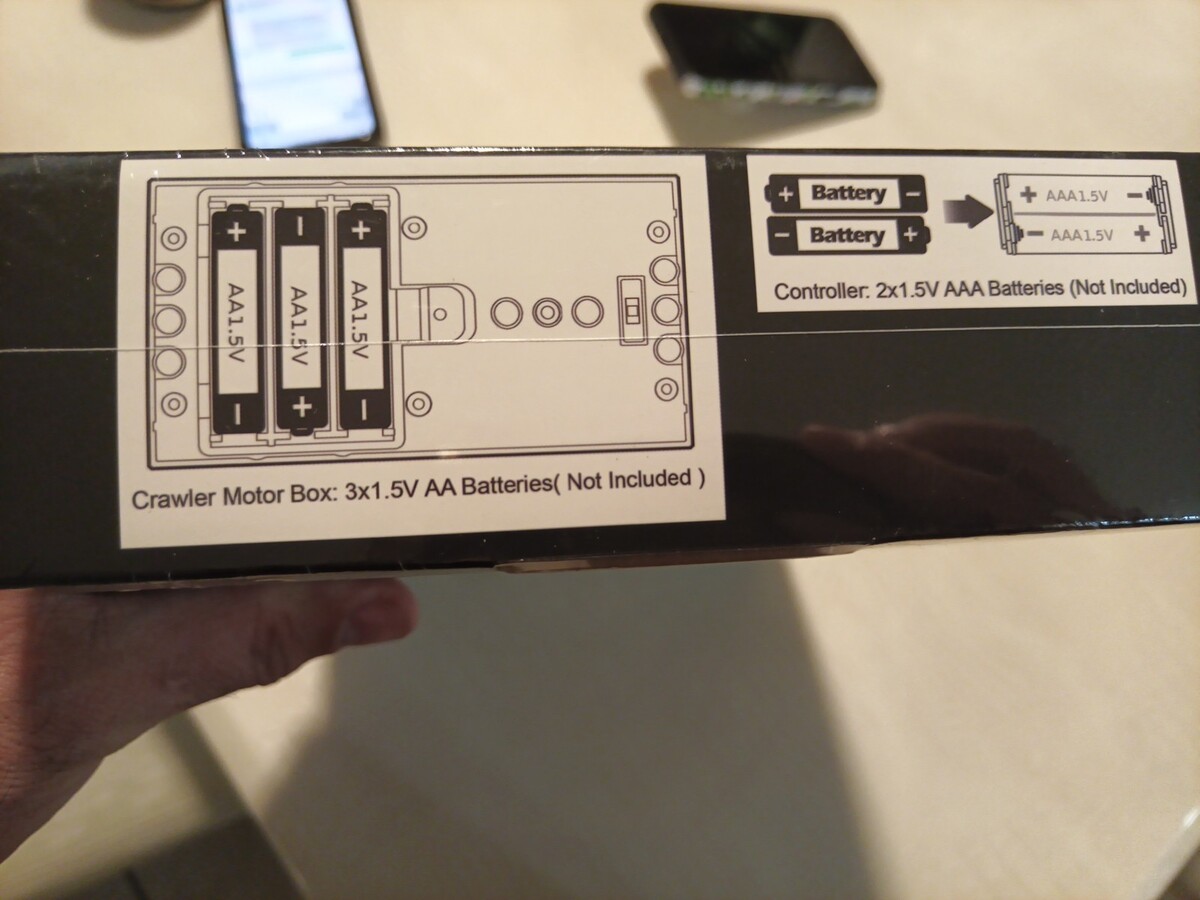 + - +
AA1.5V AA1.5V AA1.5V
- + -
Crawler Motor Box: 3x1.5V AA Batteries( Not Included )
+ Battery -
- Battery +
+ AAA1.5V -
- AAA1.5V +
Controller: 2x1.5V AAA Batteries (Not Included)